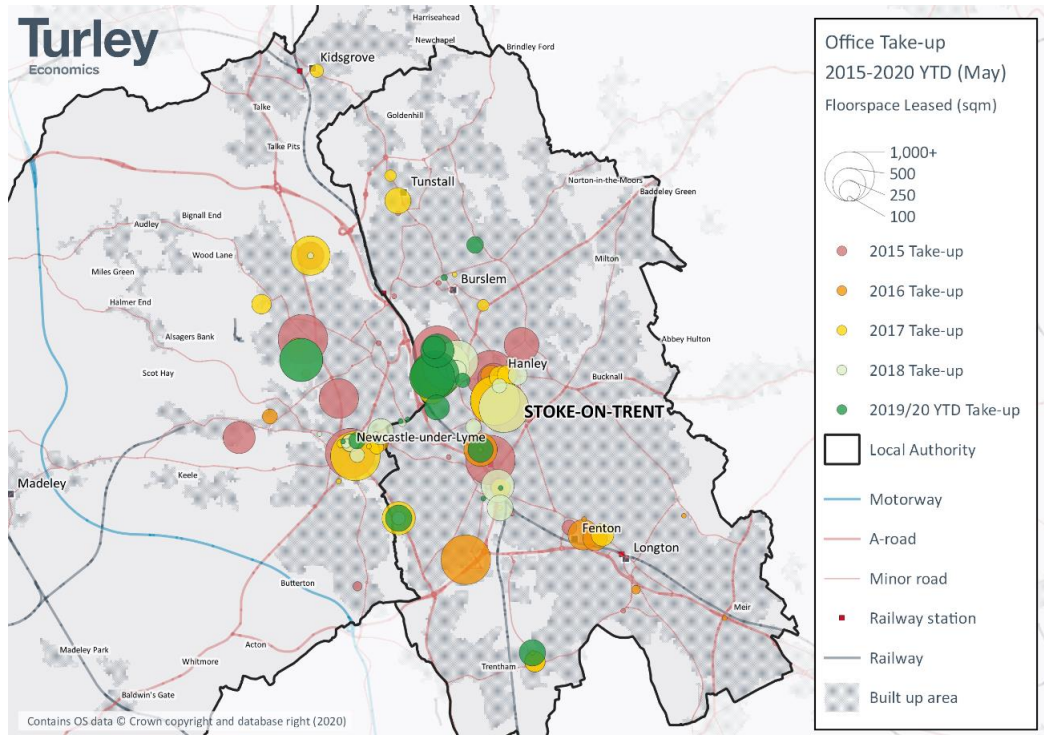 Turley
Economics
Harriseahead
Newchapel
Brindley Ford
Kidsgrove
Talke
Goldenhill
Talke Pits
Tunstall
Norton-in-the-Moors
Baddeley Green
Bignall End
Audley
Wood Lane
Milton
Miles Green
Burslem
Halmer End
Alsagers Bank
Abbey Hulton
Scot Hay
Hanley
Bucknall
STOKE-ON-TRENT
Newcastle-under-Lyme
Keele
Madeley
Fenton
Longton
Butterton
Meir
Acton
Madeley Park
Whitmore
Trentham
Baldwin's Gate
Contains OS data © Crown copyright and database right (2020)
Office Take-up
2015-2020 YTD (May)
Floorspace Leased (sqm)
1,000+
500
250
100
2015 Take-up
2016 Take-up
2017 Take-up
2018 Take-up
2019/20 YTD Take-up
Local Authority
Motorway
A-road
Minor road
Railway station
Railway
Built up area